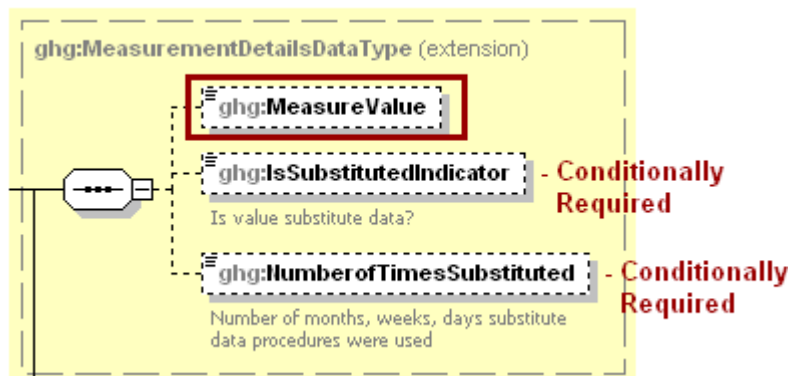 ghg:MeasurementDetailsDataType (extension)
ghg:MeasureValue
ghg:IsSubstitutedIndicator - Conditionally
Required
Is value substitute data?
ghg:NumberofTimesSubstituted - Conditionally
Required
Number of months, weeks, days substitute
data procedures were used